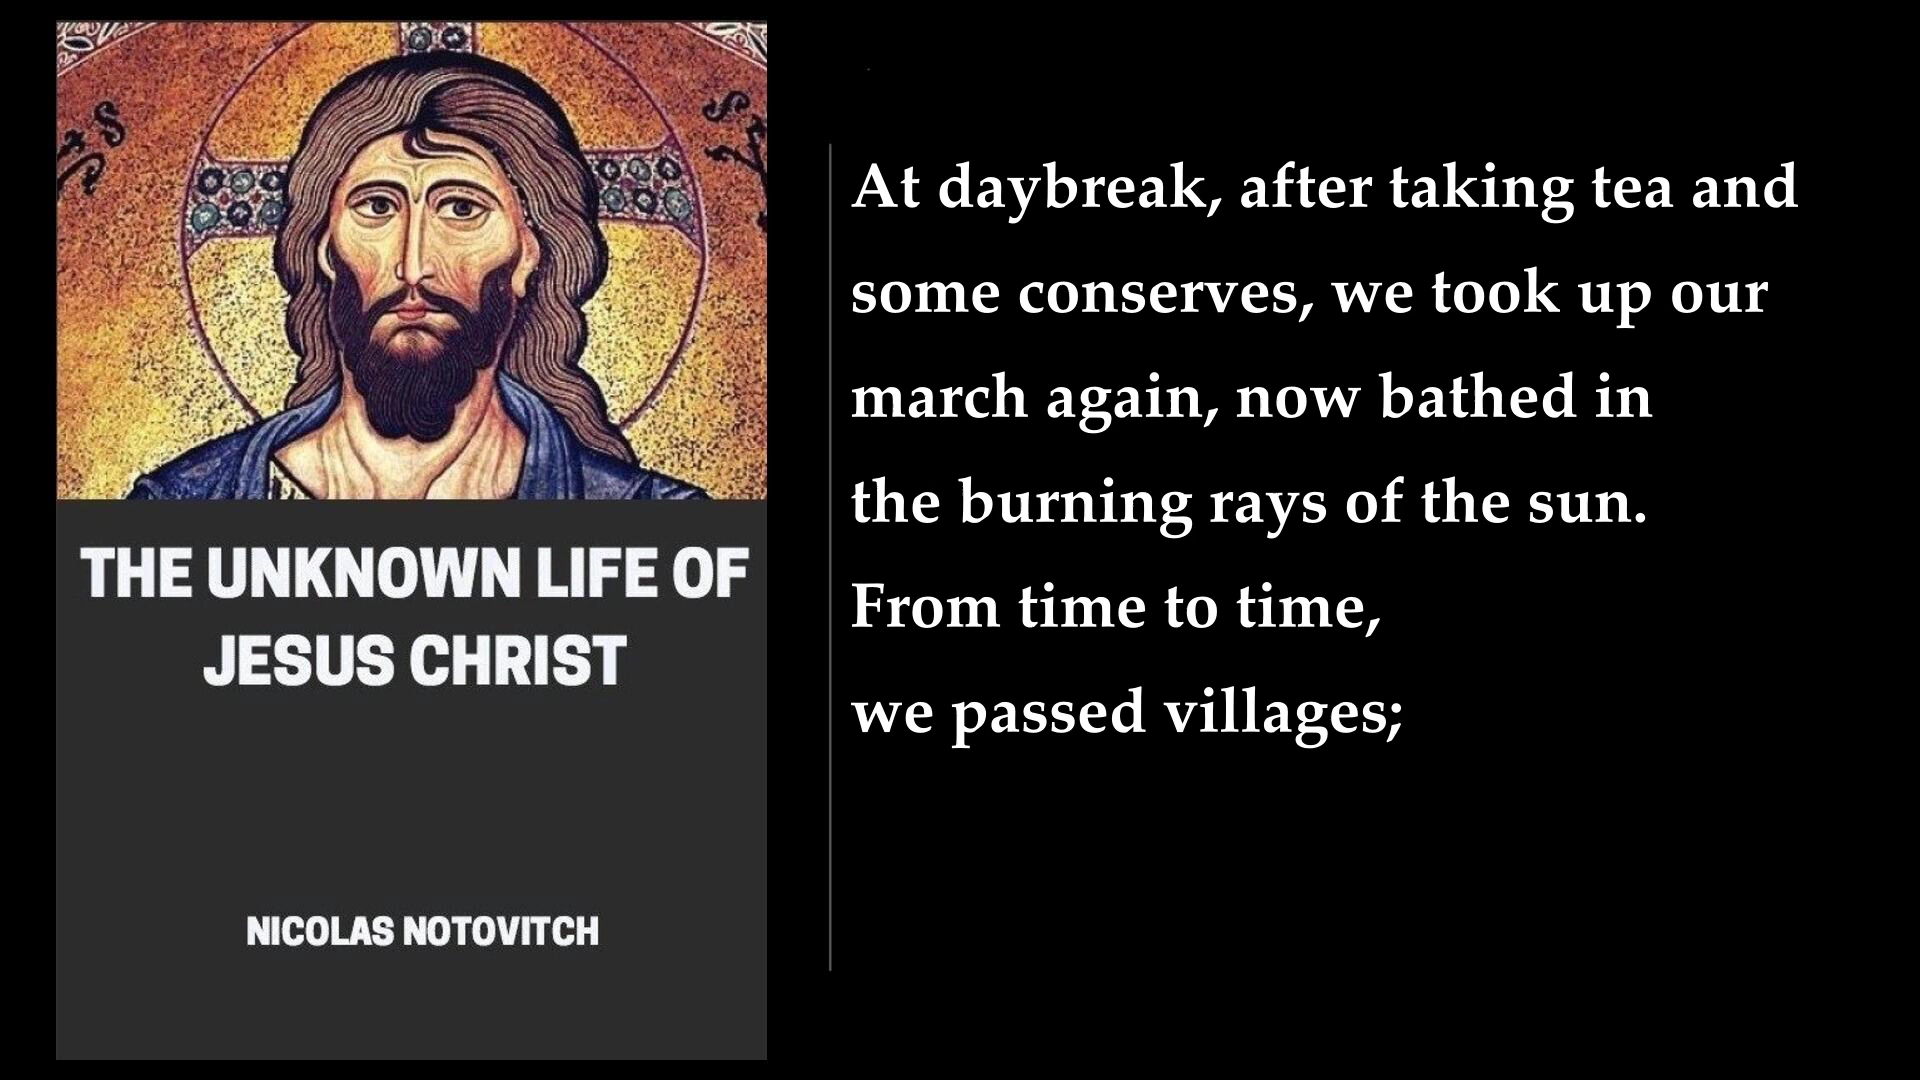 THE UNKNOWN LIFE OF
JESUS CHRIST
NICOLAS NOTOVITCH
At daybreak, after taking tea and
some conserves, we took up our
march again, now bathed in
the burning rays of the sun.
From time to time,
we passed villages;